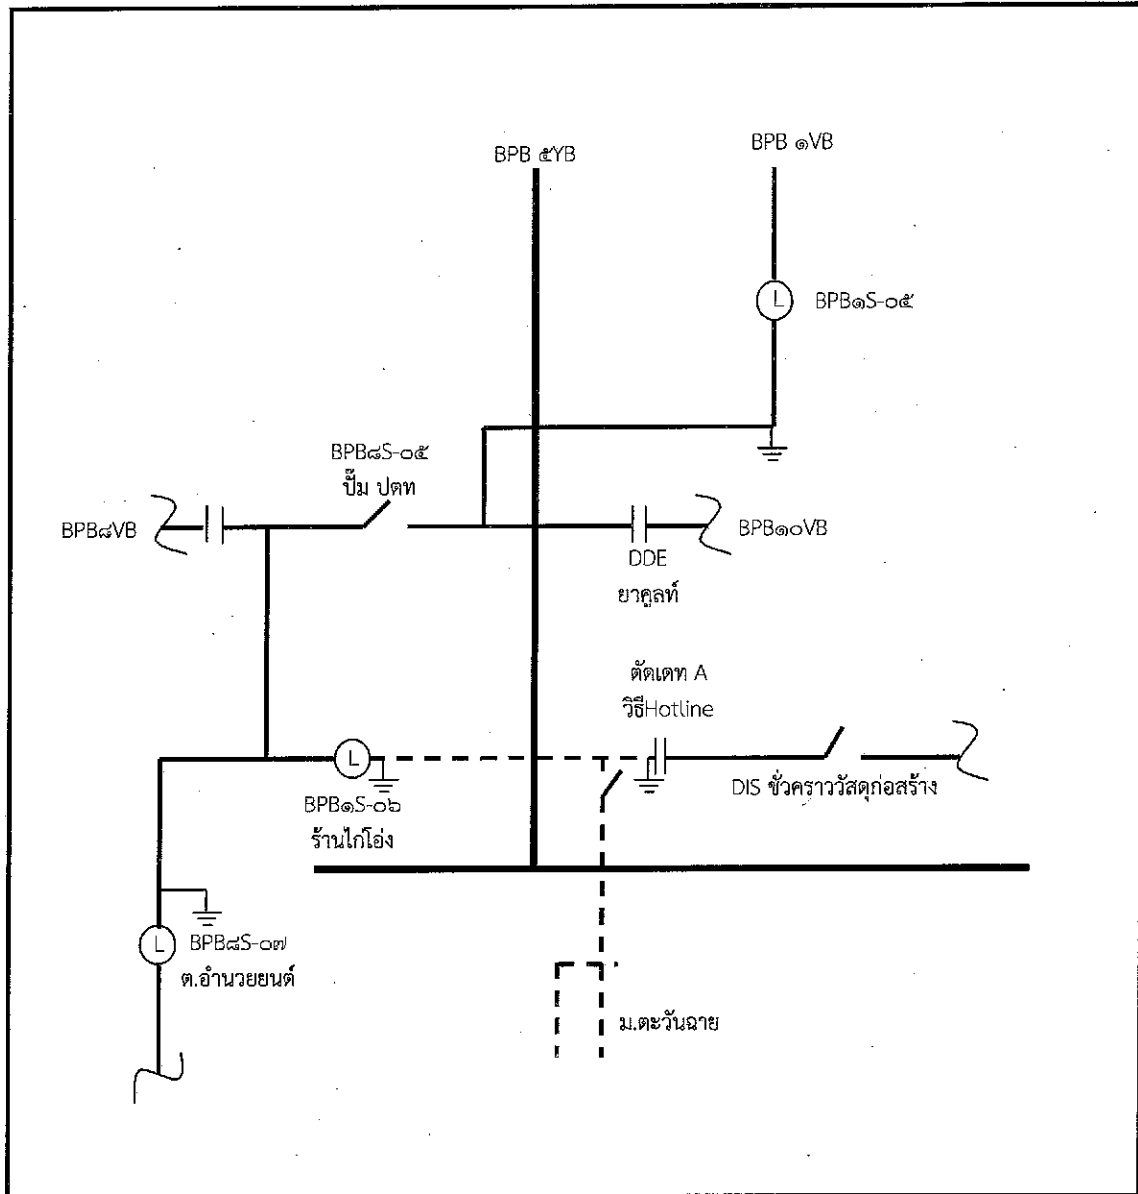 BPB ๕YB
BPB ๑VB
L
BPB๑S-๐๕
BPB๘S-๐๕
ปั๊ม ปตท
BPB๘VB
BPB๑๐VB
DDE
ยาคูลท์
ตัดเดท A
วิธีHotline
L
DIS ชั่วคราววัสดุก่อสร้าง
BPB๑S-๐๖
ร้านไก่โอ่ง
L
BPB๘S-๐๗
ต.อำนวยยนต์
ม.ตะวันฉาย